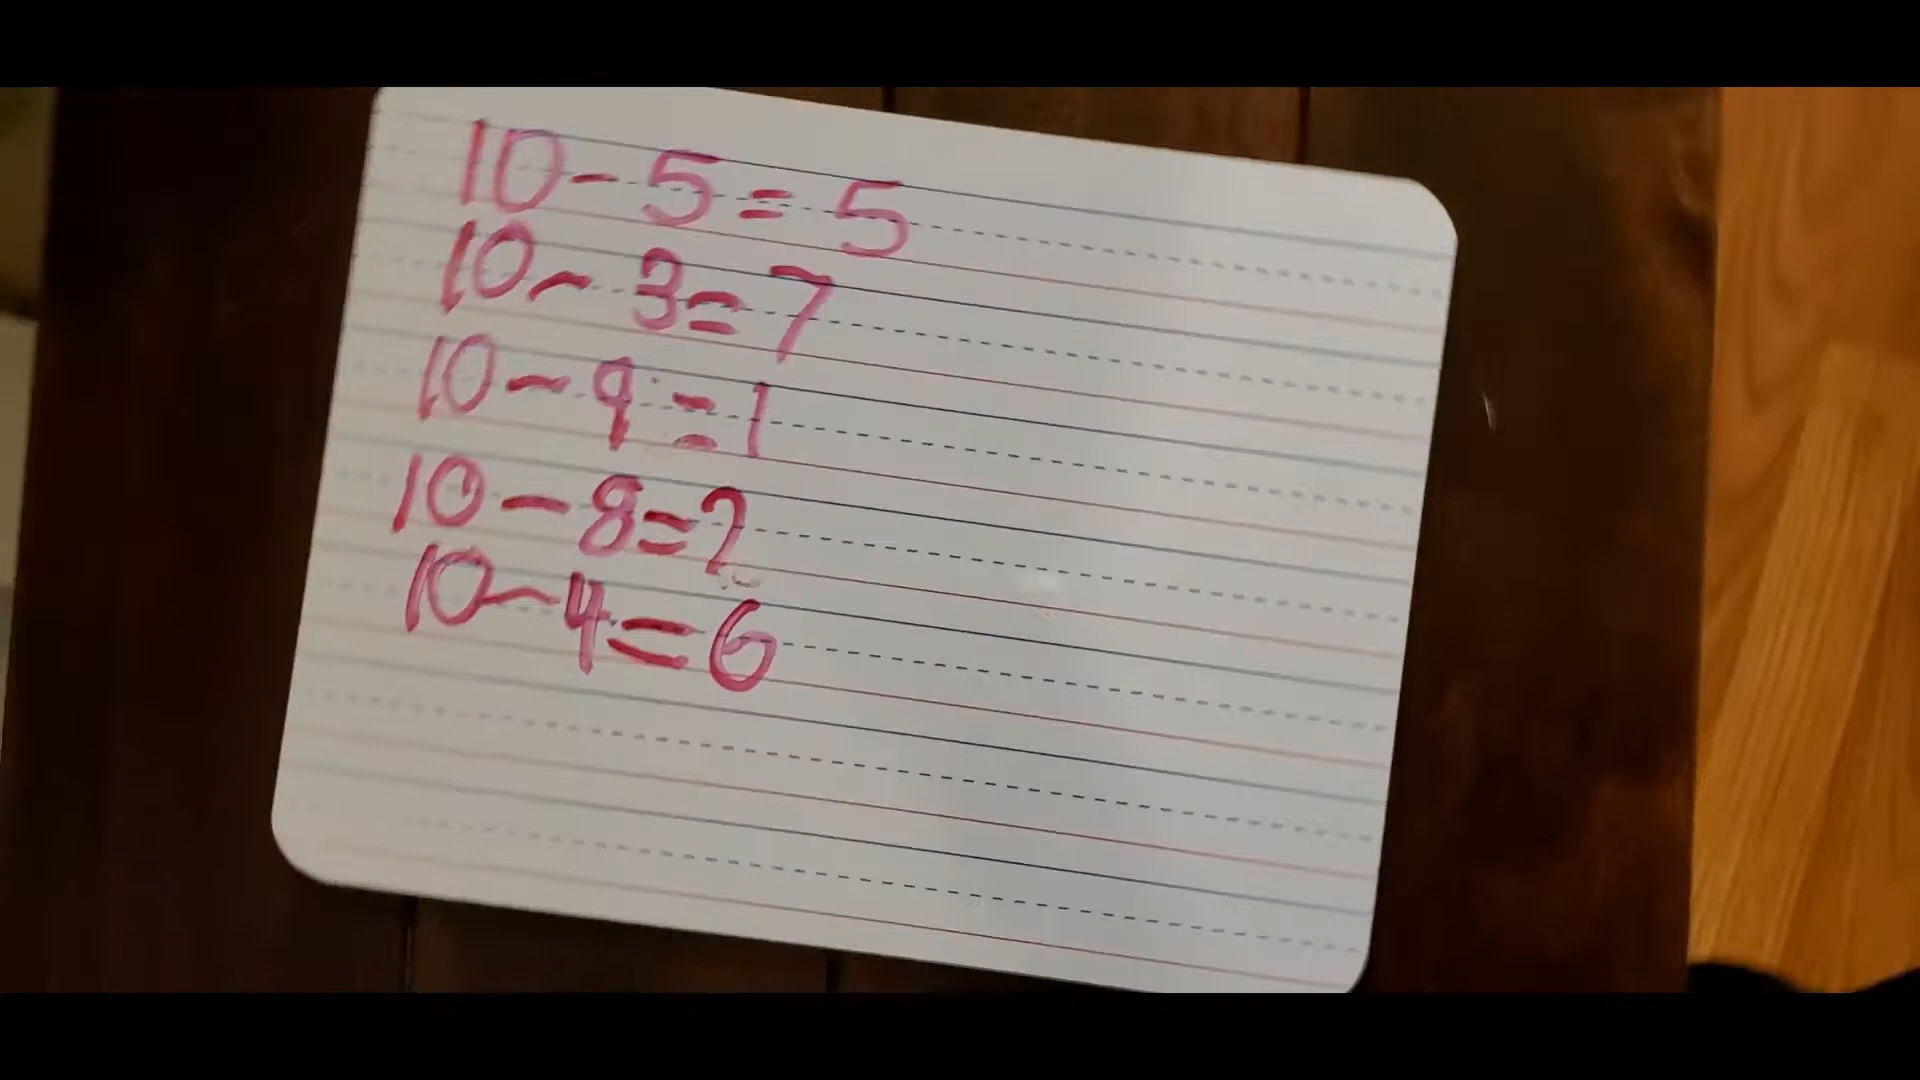 10 - 5 = 5
10 - 3 = 7
10 - 9 = 1
10 - 8 = 2
10 - 4 = 6